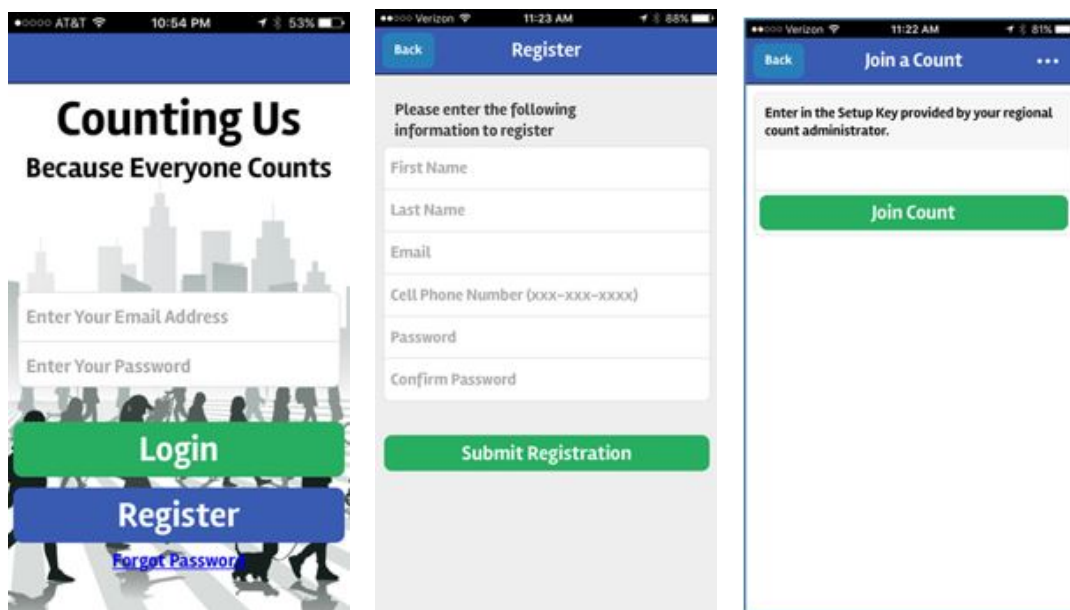 AT&T 10:54 PM 53%
Counting Us
Because Everyone Counts
Enter Your Email Address
Enter Your Password
Login
Register
Forgot Password
Verizon 11:23 AM 88%
Back Register
Please enter the following
information to register
First Name
Last Name
Email
Cell Phone Number (xxx-xxx-xxxx)
Password
Confirm Password
Submit Registration
Verizon 11:22 AM 81%
Back Join a Count ...
Enter in the Setup Key provided by your regional
count administrator.
Join Count